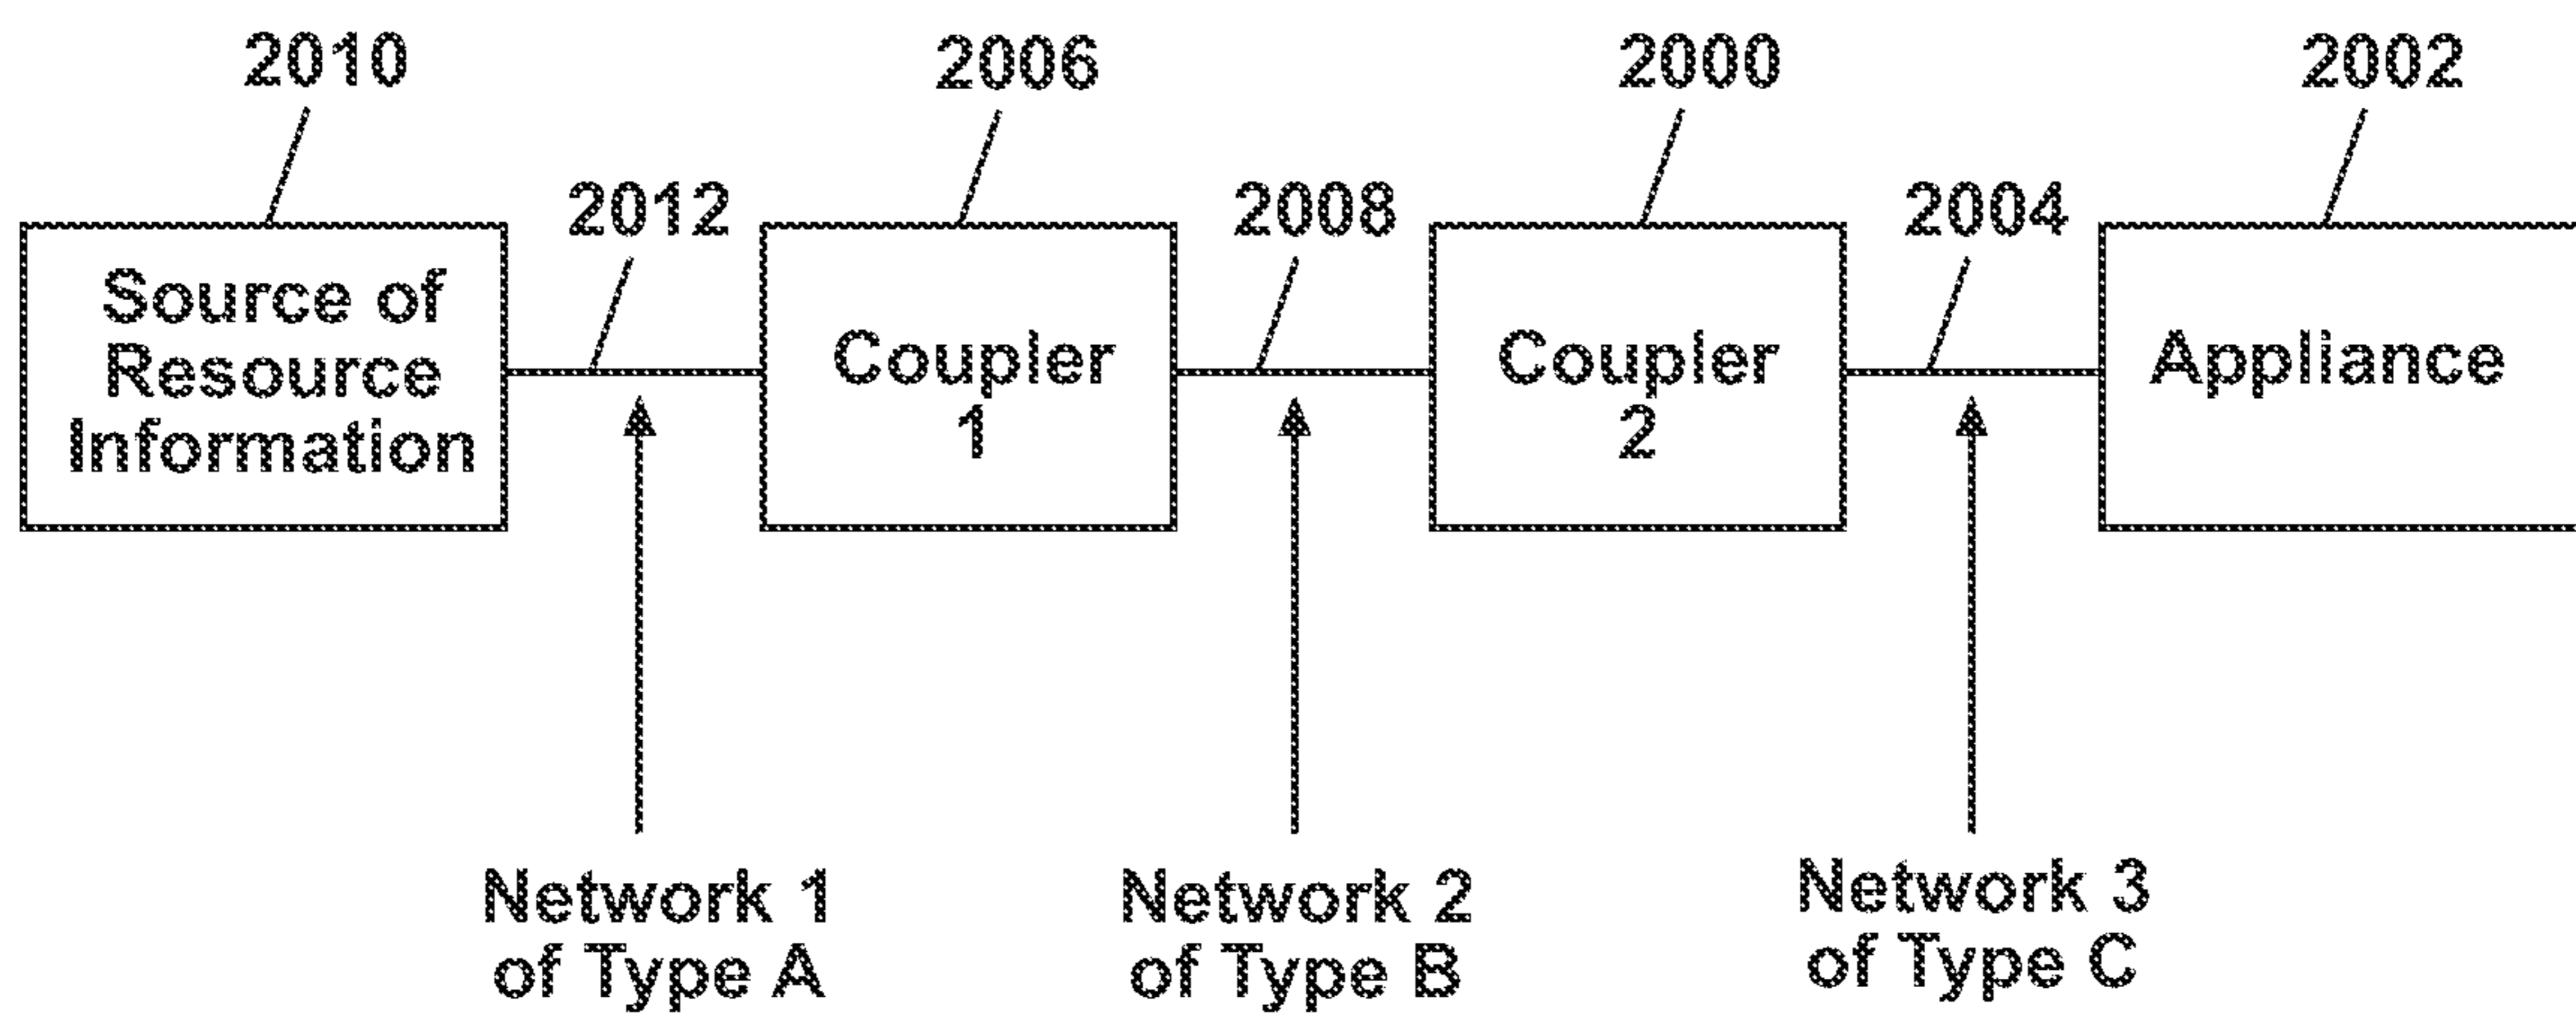 2010
2006
2000
2002
2012
2008
2004
Source of
Resource
Information
Coupler
1
Coupler
2
Appliance
Network 1
of Type A
Network 2
of Type B
Network 3
of Type C